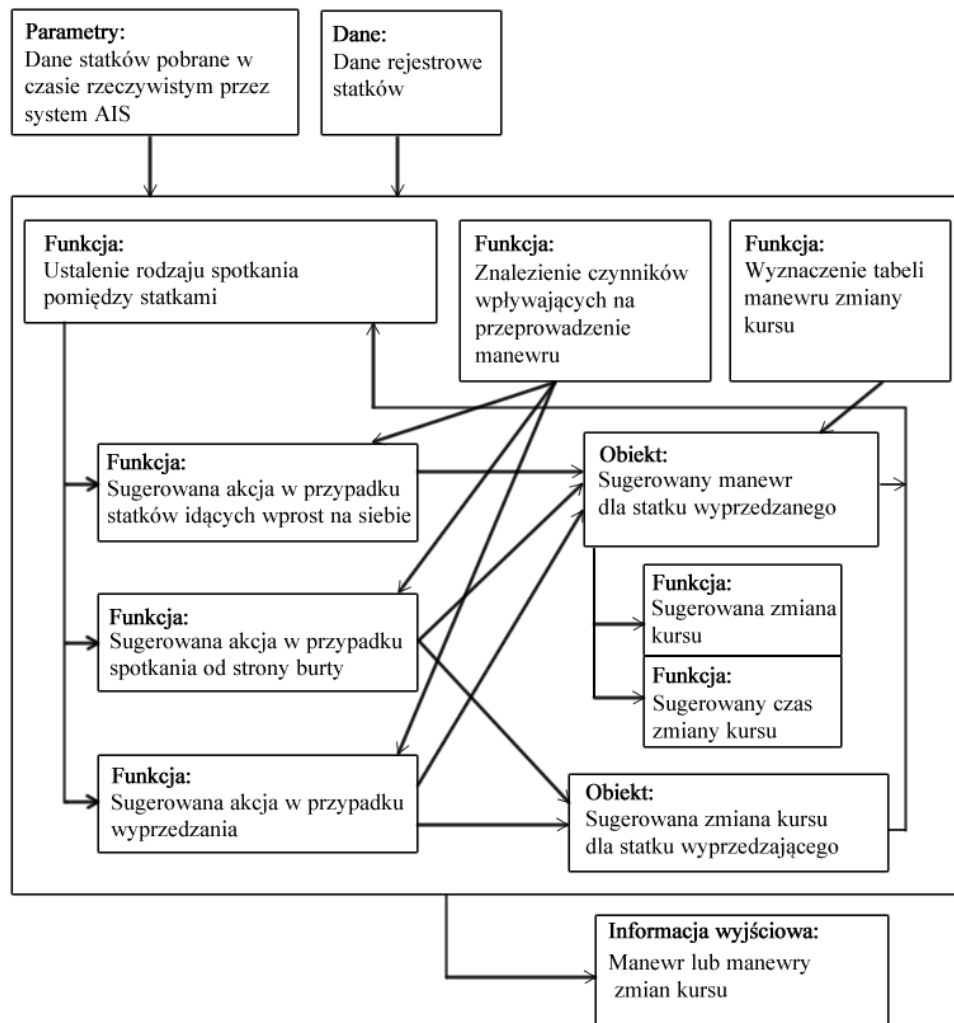 Parametry:
Dane statków pobrane w
czasie rzeczywistym przez
system AIS
Dane:
Dane rejestrowe
statków
Funkcja:
Ustalenie rodzaju spotkania
pomiędzy statkami
Funkcja:
Znalezienie czynników
wpływających na
przeprowadzenie
manewru
Funkcja:
Wyznaczenie tabeli
manewru zmiany
kursu
Funkcja:
Sugerowana akcja w przypadku
statków idących wprost na siebie
Obiekt:
Sugerowany manewr
dla statku wyprzedzanego
Funkcja:
Sugerowana zmiana
kursu
Funkcja:
Sugerowany czas
zmiany kursu
Funkcja:
Sugerowana akcja w przypadku
spotkania od strony burty
Funkcja:
Sugerowana akcja w przypadku
wyprzedzania
Obiekt:
Sugerowana zmiana kursu
dla statku wyprzedzającego
Informacja wyjściowa:
Manewr lub manewry
zmian kursu